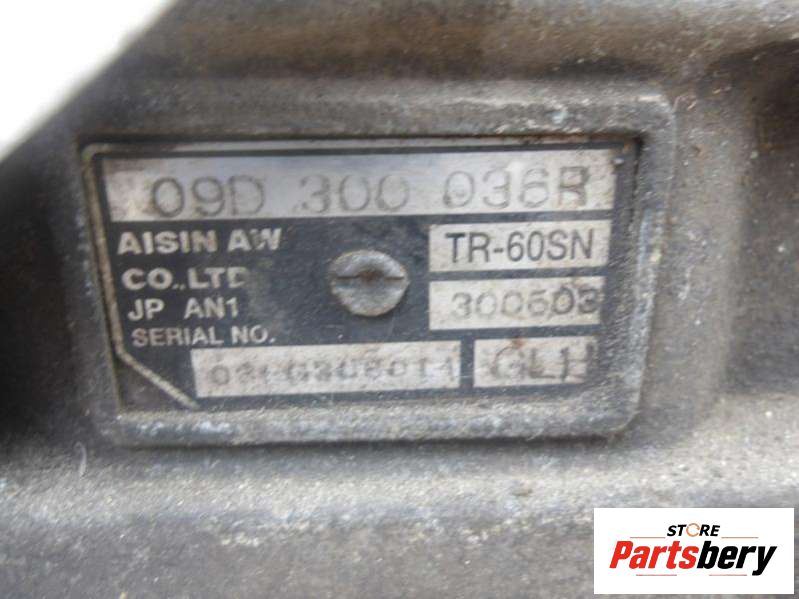 09D 300 036R
AISIN AW
CO.,LTD
JP AN1
SERIAL NO.
TR-60SN
300503
GL1
STORE
Partsbery